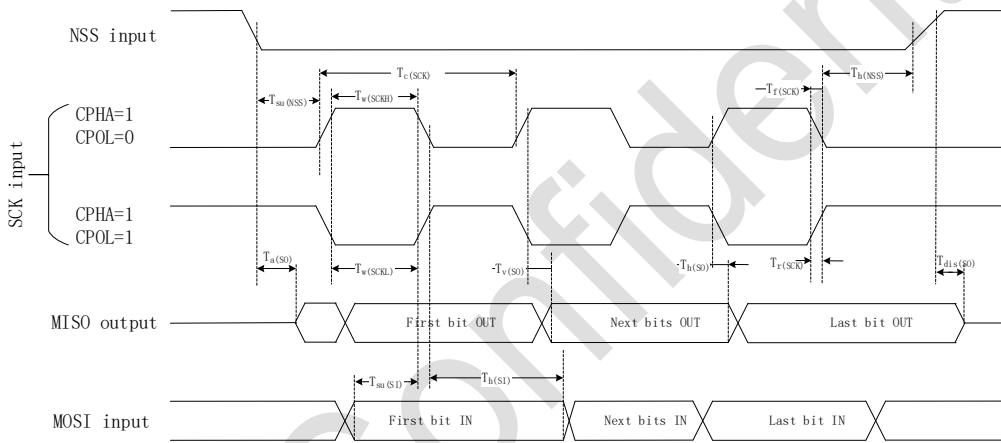 NSS input
Tc(SCK)
Tsu(NSS)
Tw(SCKH)
Tf(SCK)
Th(NSS)
SCK input
CPHA=1
CPOL=0
CPHA=1
CPOL=1
Ta(SO)
Tw(SCKL)
Tv(SO)
Th(SO)
Tr(SCK)
Tdis(SO)
MISO output
First bit OUT
Next bits OUT
Last bit OUT
Tsu(SI)
Th(SI)
MOSI input
First bit IN
Next bits IN
Last bit IN